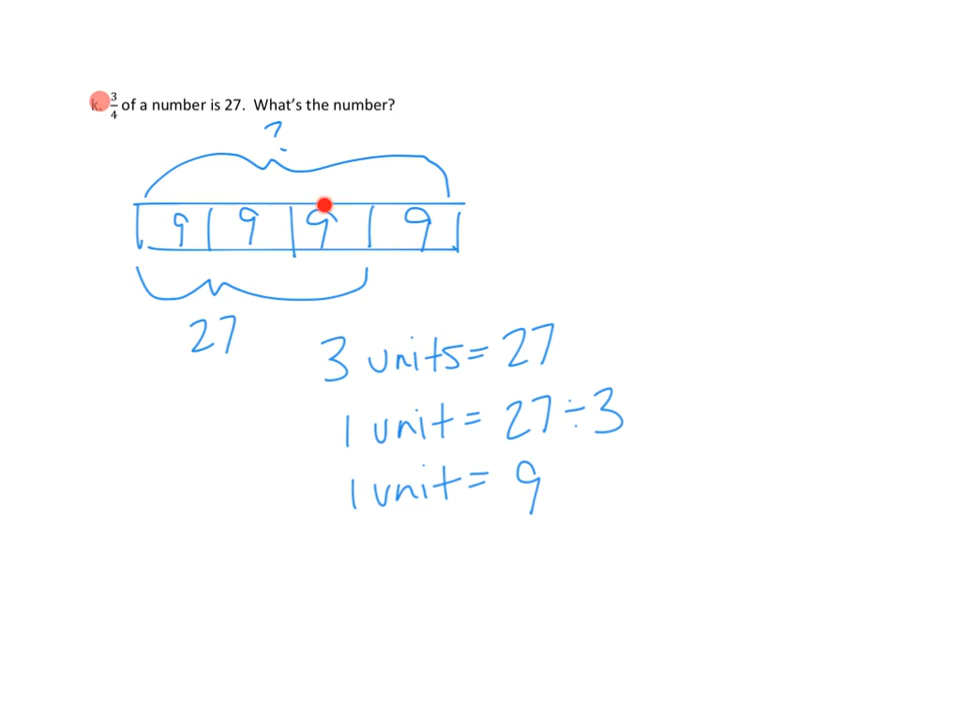 k. 3/4 of a number is 27. What's the number?
?
9 9 9 9
27
3 units = 27
1 unit = 27 ÷ 3
1 unit = 9